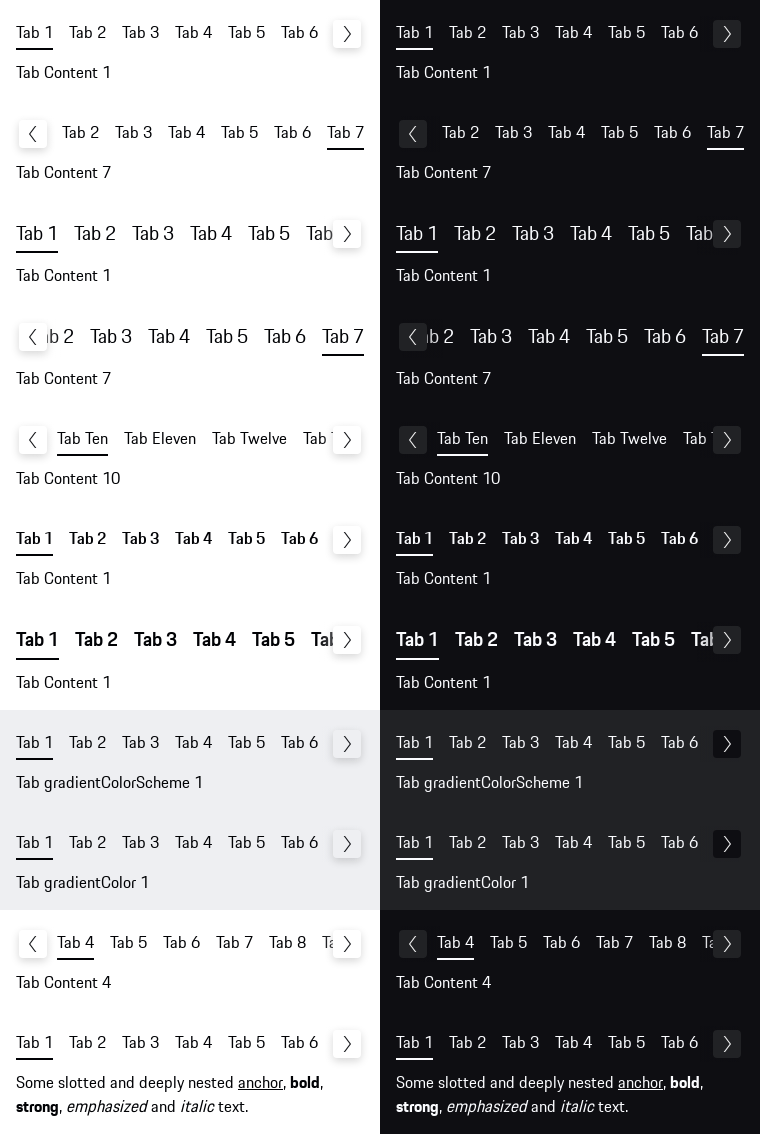 Tab 1 Tab 2 Tab 3 Tab 4 Tab 5 Tab 6
Tab Content 1
Tab 2 Tab 3 Tab 4 Tab 5 Tab 6 Tab 7
Tab Content 7
Tab 1 Tab 2 Tab 3 Tab 4 Tab 5 Tab
Tab Content 1
b 2 Tab 3 Tab 4 Tab 5 Tab 6 Tab 7
Tab Content 7
Tab Ten Tab Eleven Tab Twelve Tab
Tab Content 10
Tab 1 Tab 2 Tab 3 Tab 4 Tab 5 Tab 6
Tab Content 1
Tab 1 Tab 2 Tab 3 Tab 4 Tab 5 Tab
Tab Content 1
Tab 1 Tab 2 Tab 3 Tab 4 Tab 5 Tab 6
Tab gradientColorScheme 1
Tab 1 Tab 2 Tab 3 Tab 4 Tab 5 Tab 6
Tab gradientColor 1
Tab 4 Tab 5 Tab 6 Tab 7 Tab 8 Ta
Tab Content 4
Tab 1 Tab 2 Tab 3 Tab 4 Tab 5 Tab 6
Some slotted and deeply nested anchor, bold,
strong, emphasized and italic text.
Tab 1 Tab 2 Tab 3 Tab 4 Tab 5 Tab 6
Tab Content 1
Tab 2 Tab 3 Tab 4 Tab 5 Tab 6 Tab 7
Tab Content 7
Tab 1 Tab 2 Tab 3 Tab 4 Tab 5 Tab
Tab Content 1
b 2 Tab 3 Tab 4 Tab 5 Tab 6 Tab 7
Tab Content 7
Tab Ten Tab Eleven Tab Twelve Tab
Tab Content 10
Tab 1 Tab 2 Tab 3 Tab 4 Tab 5 Tab 6
Tab Content 1
Tab 1 Tab 2 Tab 3 Tab 4 Tab 5 Tab
Tab Content 1
Tab 1 Tab 2 Tab 3 Tab 4 Tab 5 Tab 6
Tab gradientColorScheme 1
Tab 1 Tab 2 Tab 3 Tab 4 Tab 5 Tab 6
Tab gradientColor 1
Tab 4 Tab 5 Tab 6 Tab 7 Tab 8 Ta
Tab Content 4
Tab 1 Tab 2 Tab 3 Tab 4 Tab 5 Tab 6
Some slotted and deeply nested anchor, bold,
strong, emphasized and italic text.